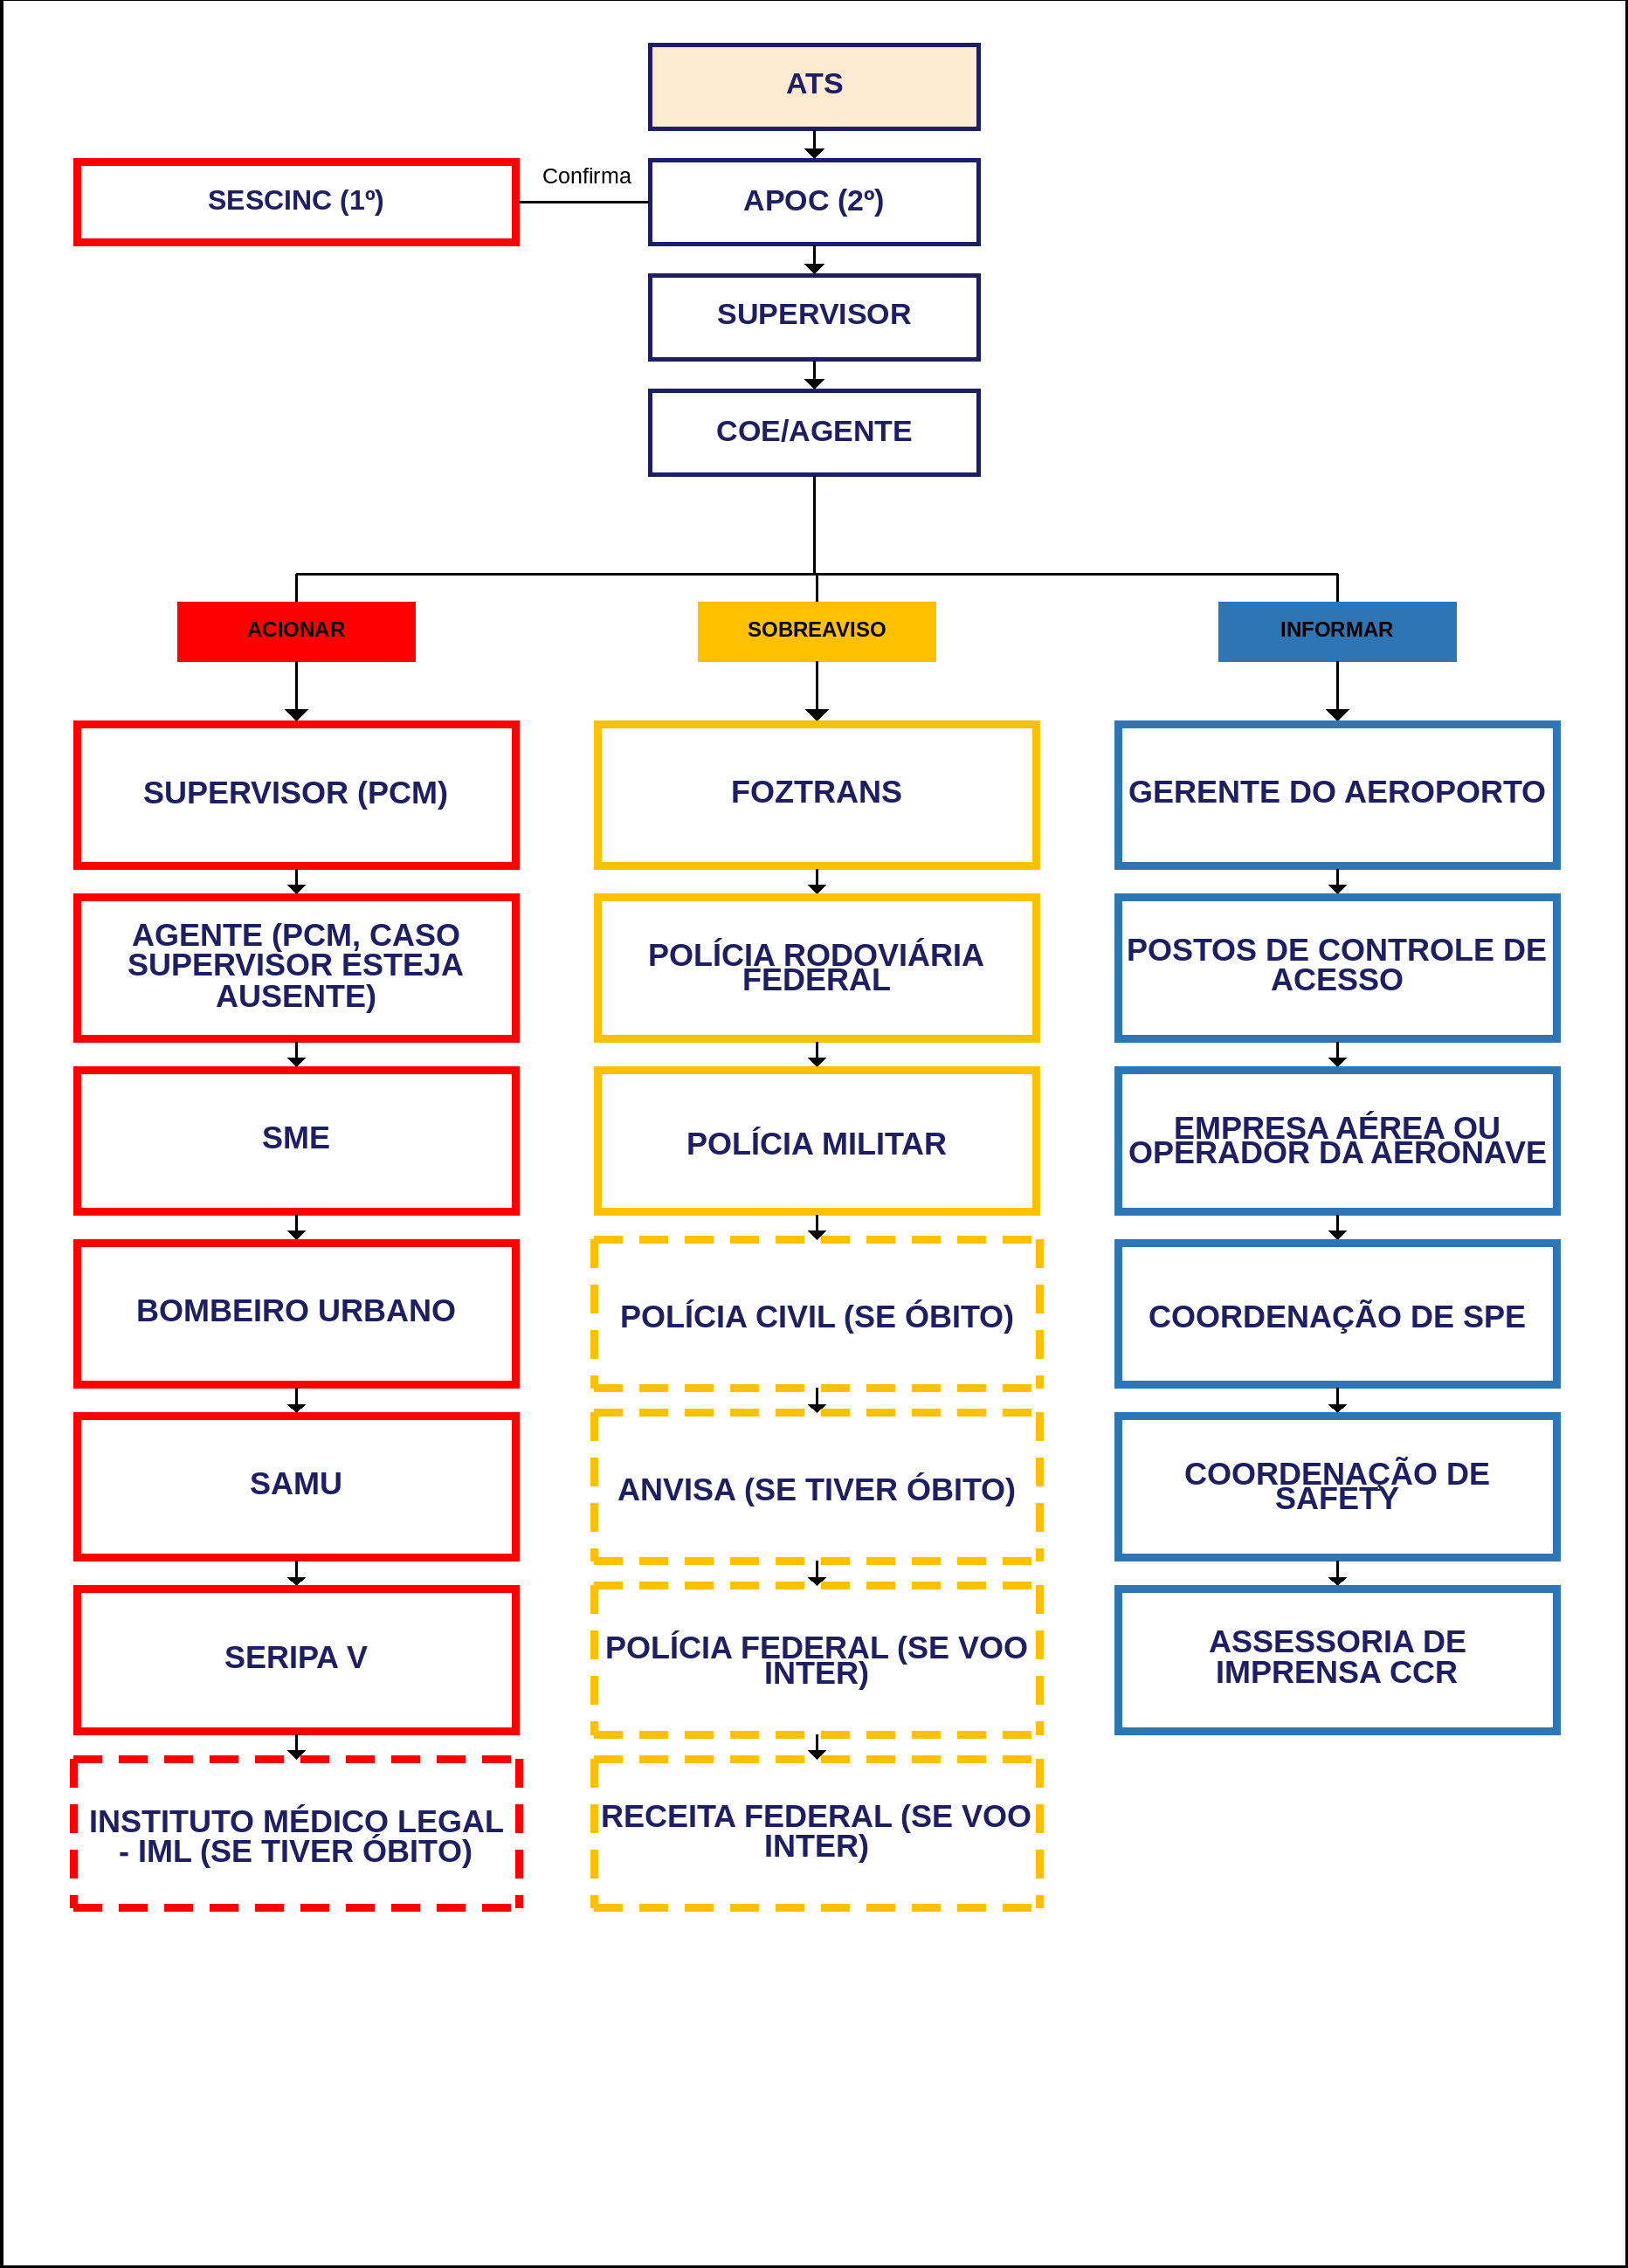 ATS
Confirma
SESCINC (1º)
APOC (2º)
SUPERVISOR
COE/AGENTE
ACIONAR
SOBREAVISO
INFORMAR
SUPERVISOR (PCM)
AGENTE (PCM, CASO
SUPERVISOR ESTEJA
AUSENTE)
SME
BOMBEIRO URBANO
SAMU
SERIPA V
INSTITUTO MÉDICO LEGAL
- IML (SE TIVER ÓBITO)
FOZTRANS
POLÍCIA RODOVIÁRIA
FEDERAL
POLÍCIA MILITAR
POLÍCIA CIVIL (SE ÓBITO)
ANVISA (SE TIVER ÓBITO)
POLÍCIA FEDERAL (SE VOO
INTER)
RECEITA FEDERAL (SE VOO
INTER)
GERENTE DO AEROPORTO
POSTOS DE CONTROLE DE
ACESSO
EMPRESA AÉREA OU
OPERADOR DA AERONAVE
COORDENAÇÃO DE SPE
COORDENAÇÃO DE
SAFETY
ASSESSORIA DE
IMPRENSA CCR